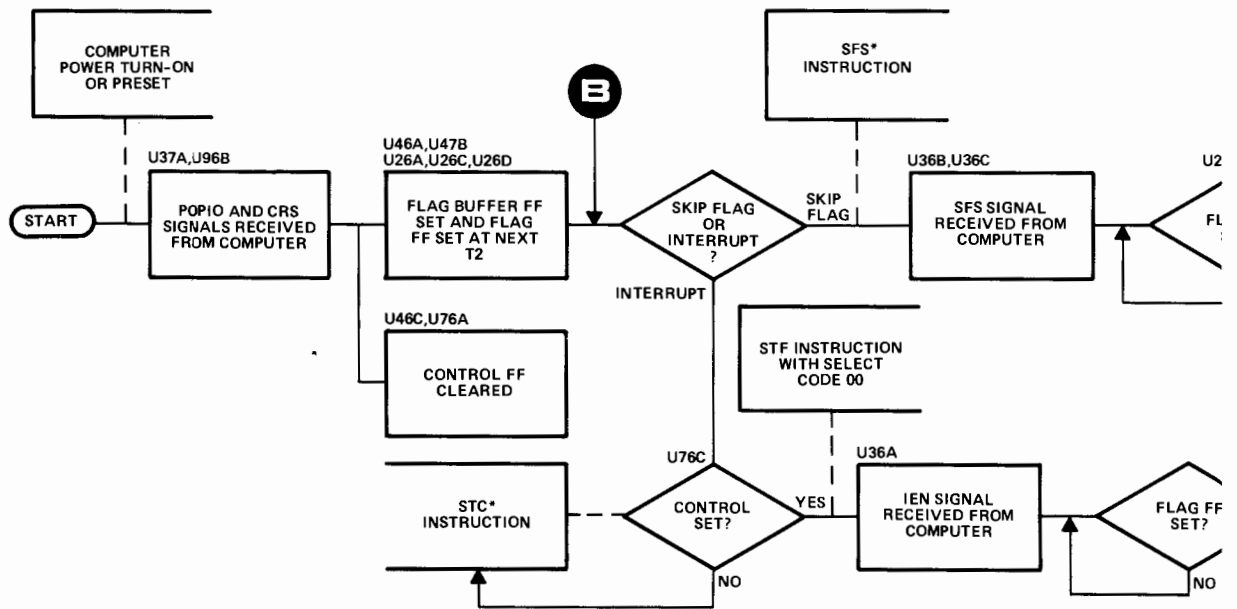 COMPUTER
POWER TURN-ON
OR PRESET
SFS*
INSTRUCTION
B
U37A,U96B
U46A, U47B
U26A, U26C, U26D
U36B, U36C
U2
START
POPIO AND CRS
SIGNALS RECEIVED
FROM COMPUTER
FLAG BUFFER FF
SET AND FLAG
FF SET AT NEXT
T2
SKIP FLAG
OR
INTERRUPT
?
SKIP
FLAG
SFS SIGNAL
RECEIVED FROM
COMPUTER
INTERRUPT
U46C, U76A
CONTROL FF
CLEARED
STF INSTRUCTION
WITH SELECT
CODE 00
STC*
INSTRUCTION
U76C
CONTROL
SET?
YES
NO
U36A
IEN SIGNAL
RECEIVED FROM
COMPUTER
FLAG FF
SET?
NO